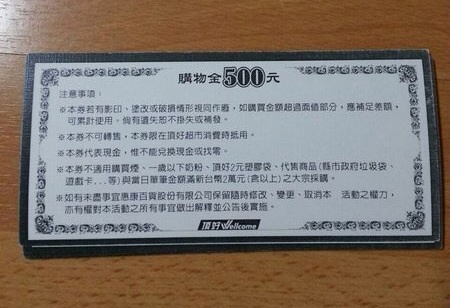 購物金500元
注意事項：
※本券若有影印、塗改或破損情形視同作廢，如購買金額超過面值部分，應補足差額，
可累計使用。倘有遺失恕不掛失或補發。
※本券不可轉售，本券限在頂好超市消費時抵用。
※本券代表現金，惟不能兌換現金或找零。
※本券不適用購買煙、一歲以下奶粉、頂好2元塑膠袋、代售商品(縣市政府垃圾袋、
遊戲卡...等)與當日單筆金額滿新台幣2萬元(含以上)之大宗採購。
※如有未盡事宜惠康百貨股份有限公司保留隨時修改、變更、取消本 活動之權力，
亦有權對本活動之所有事宜做出解釋並公告後實施。
頂好Wellcome